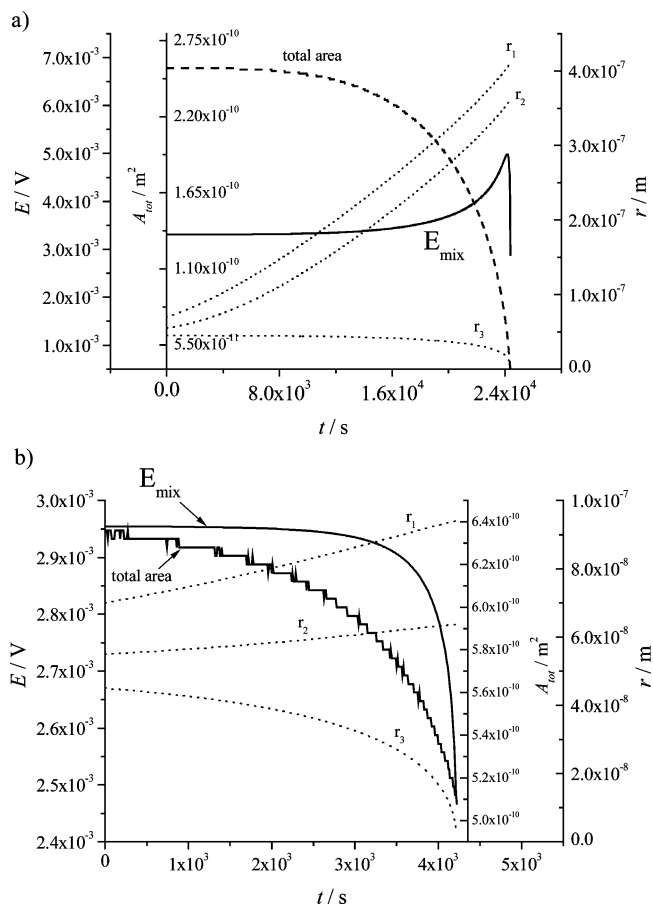 a)
7.0x10⁻³
6.0x10⁻³
5.0x10⁻³
4.0x10⁻³
3.0x10⁻³
2.0x10⁻³
1.0x10⁻³
E / V
2.75x10⁻¹⁰
2.20x10⁻¹⁰
1.65x10⁻¹⁰
1.10x10⁻¹⁰
5.50x10⁻¹¹
A_tot / m²
total area
r₁
r₂
E_mix
r₃
4.0x10⁻⁷
3.0x10⁻⁷
2.0x10⁻⁷
1.0x10⁻⁷
0.0
r / m
0.0 8.0x10³ 1.6x10⁴ 2.4x10⁴
t / s
b)
3.0x10⁻³
2.9x10⁻³
2.8x10⁻³
2.7x10⁻³
2.6x10⁻³
2.5x10⁻³
2.4x10⁻³
E / V
E_mix
total area
r₁
r₂
r₃
6.4x10⁻¹⁰
6.2x10⁻¹⁰
6.0x10⁻¹⁰
5.8x10⁻¹⁰
5.6x10⁻¹⁰
5.4x10⁻¹⁰
5.2x10⁻¹⁰
5.0x10⁻¹⁰
A_tot / m²
1.0x10⁻⁷
8.0x10⁻⁸
6.0x10⁻⁸
4.0x10⁻⁸
2.0x10⁻⁸
0.0
r / m
0 1x10³ 2x10³ 3x10³ 4x10³ 5x10³
t / s